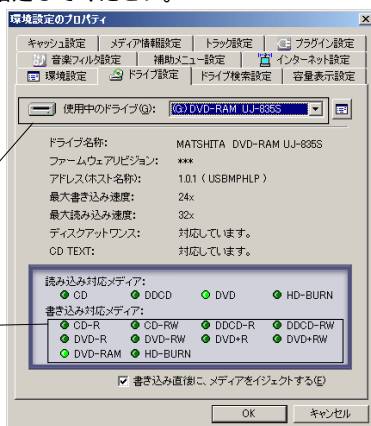 環境設定のプロパティ
キャッシュ設定 メディア情報設定 トラック設定 プラグイン設定
音楽フィルタ設定 補助メニュー設定 インターネット設定
環境設定 ドライブ設定 ドライブ検索設定 容量表示設定
使用中のドライブ(G): (G:)DVD-RAM UJ-835S
ドライブ名称: MATSHITA DVD-RAM UJ-835S
ファームウェアリビジョン: ***
アドレス(ホスト名称): 1:0:1 ( USBMPHLP )
最大書き込み速度: 24x
最大読み込み速度: 32x
ディスクアットワンス: 対応しています。
CD TEXT: 対応しています。
読み込み対応メディア:
CD DDCD DVD HD-BURN
書き込み対応メディア:
CD-R CD-RW DDCD-R DDCD-RW
DVD-R DVD-RW DVD+R DVD+RW
DVD-RAM HD-BURN
書き込み直後に、メディアをイジェクトする(E)
OK キャンセル